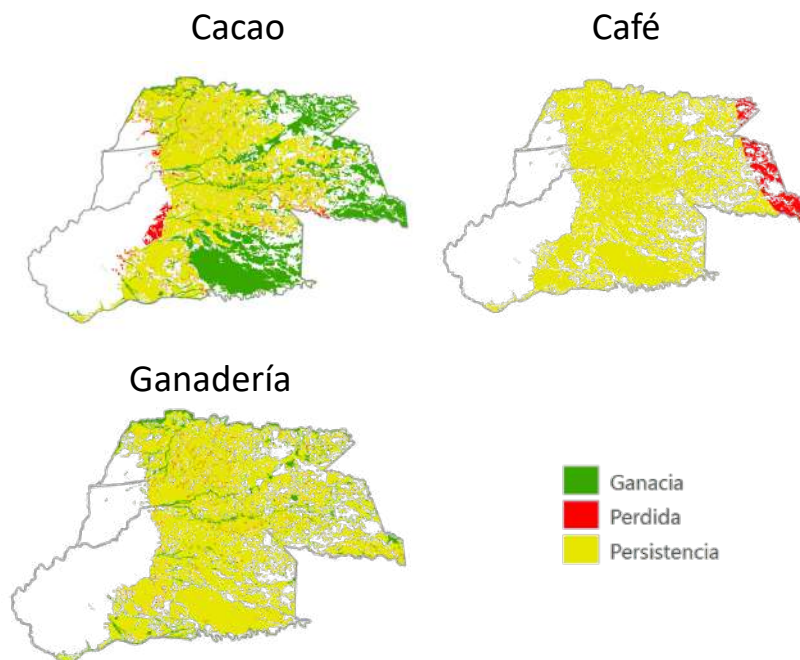 Cacao
Café
Ganadería
Ganacia
Perdida
Persistencia